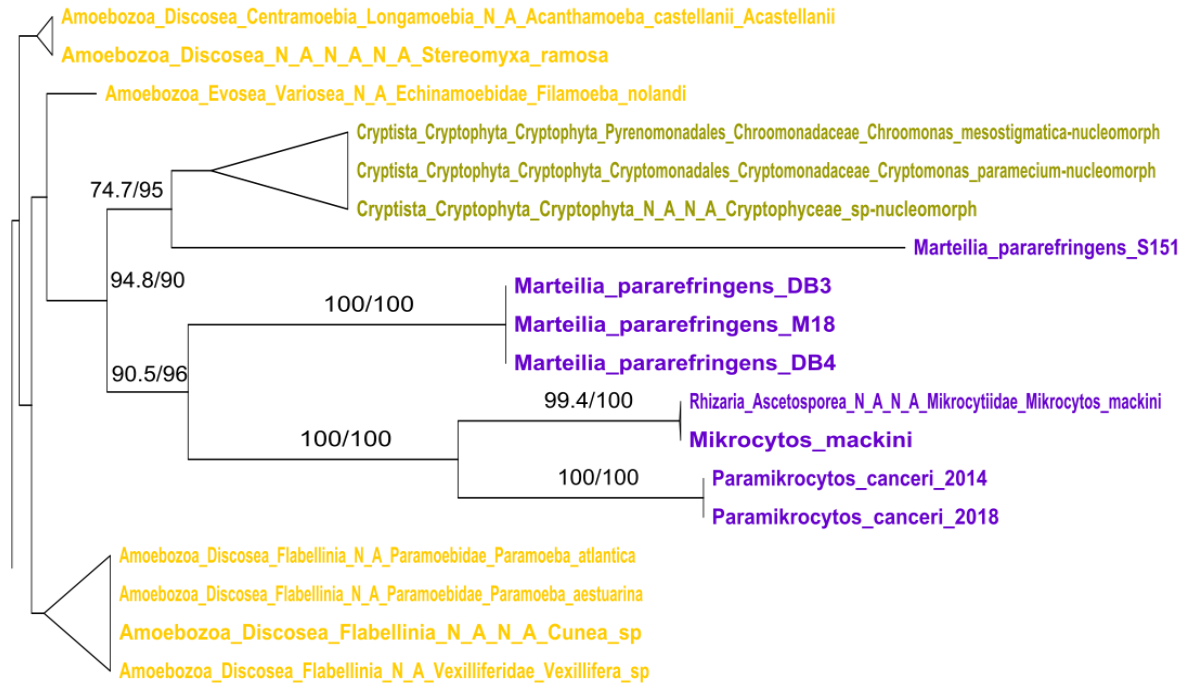 Amoebozoa_Discosea_Centramoebia_Longamoebia_N_A_Acanthamoeba_castellanii_Acastellanii
Amoebozoa_Discosea_N_A_N_A_N_A_Stereomyxa_ramosa
Amoebozoa_Evosea_Variosea_N_A_Echinamoebidae_Filamoeba_nolandi
Cryptista_Cryptophyta_Cryptophyta_Pyrenomonadales_Chroomonadaceae_Chroomonas_mesostigmatica-nucleomorph
Cryptista_Cryptophyta_Cryptophyta_Cryptomonadales_Cryptomonadaceae_Cryptomonas_paramecium-nucleomorph
74.7/95
Cryptista_Cryptophyta_Cryptophyta_N_A_N_A_Cryptophyceae_sp-nucleomorph
Marteilia_pararefringens_S151
94.8/90
Marteilia_pararefringens_DB3
100/100
Marteilia_pararefringens_M18
Marteilia_pararefringens_DB4
90.5/96
99.4/100
Rhizaria_Ascetosporea_N_A_N_A_Mikrocytiidae_Mikrocytos_mackini
100/100
Mikrocytos_mackini
100/100
Paramikrocytos_canceri_2014
Paramikrocytos_canceri_2018
Amoebozoa_Discosea_Flabellinia_N_A_Paramoebidae_Paramoeba_atlantica
Amoebozoa_Discosea_Flabellinia_N_A_Paramoebidae_Paramoeba_aestuarina
Amoebozoa_Discosea_Flabellinia_N_A_N_A_Cunea_sp
Amoebozoa_Discosea_Flabellinia_N_A_Vexilliferidae_Vexillifera_sp